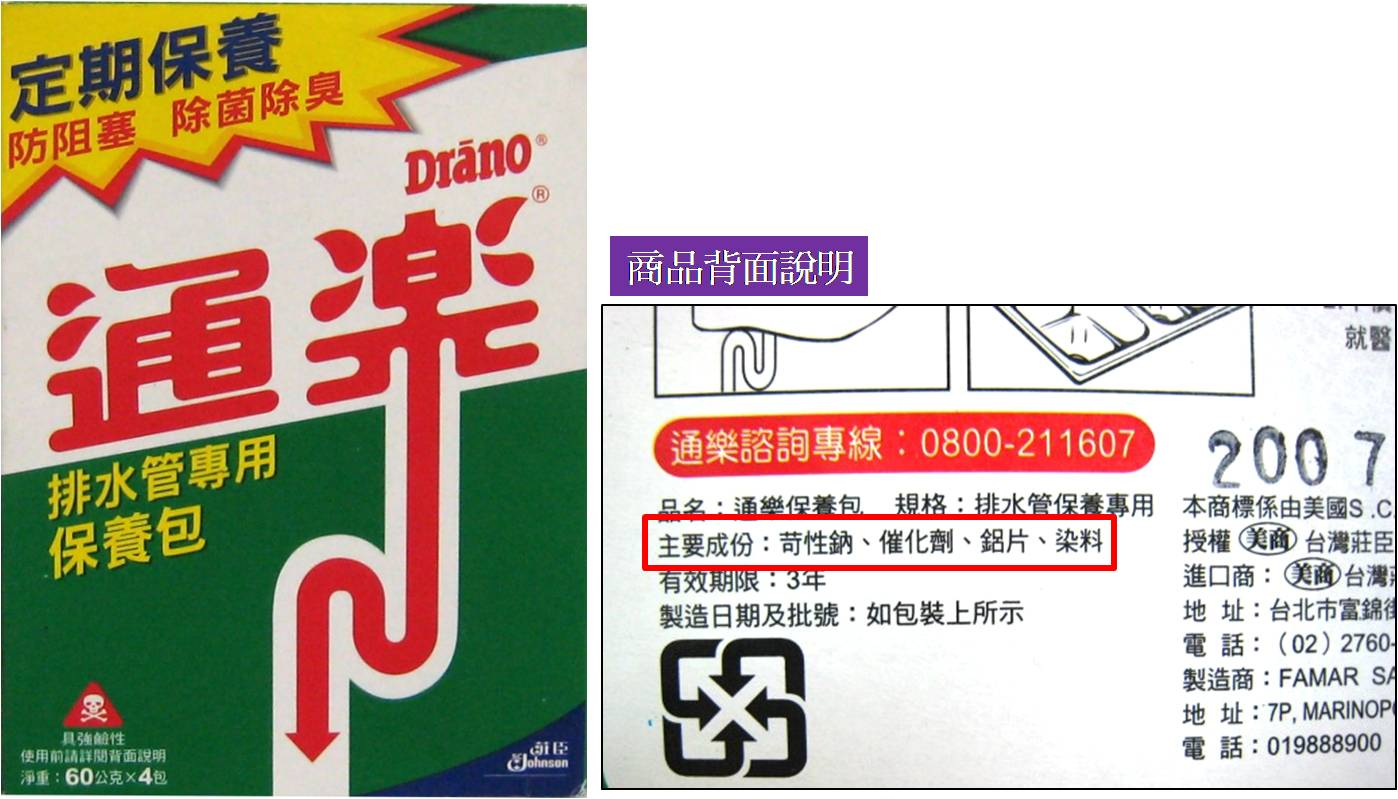 定期保養
防阻塞 除菌除臭
Drāno®
通樂®
排水管專用
保養包
具強鹼性
使用前請詳閱背面說明
淨重：60公克×4包
莊臣
Johnson
商品背面說明
就醫
通樂諮詢專線：0800-211607
2007
品名：通樂保養包 規格：排水管保養專用
主要成份：苛性鈉、催化劑、鋁片、染料
有效期限：3年
製造日期及批號：如包裝上所示
本商標係由美國S.C
授權 美商 台灣莊臣
進口商： 美商 台灣
地 址：台北市富錦街
電 話：（02）2760-
製造商：FAMAR SA
地 址：7P, MARINOPO
電 話：019888900